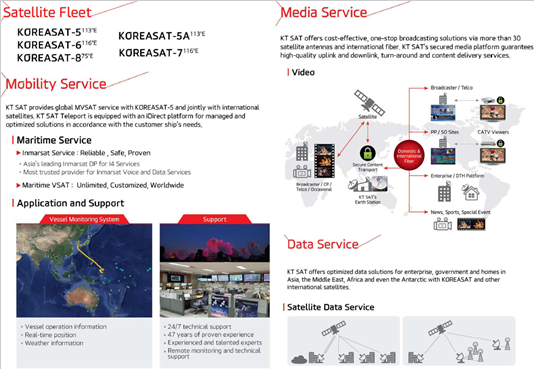 Satellite Fleet
KOREASAT-5 113°E
KOREASAT-6 116°E
KOREASAT-8 75°E
KOREASAT-5A 113°E
KOREASAT-7 116°E
Mobility Service
KT SAT provides global MVSAT service with KOREASAT-5 and jointly with international
satellites. KT SAT Teleport is equipped with an iDirect platform for managed and
optimized solutions in accordance with the customer ship's needs.
Maritime Service
Inmarsat Service : Reliable , Safe, Proven
- Asia's leading Inmarsat DP for I4 Services
- Most trusted provider for Inmarsat Voice and Data Services
Maritime VSAT : Unlimited, Customized, Worldwide
Application and Support
Vessel Monitoring System
- Vessel operation information
- Real-time position
- Weather information
Support
- 24/7 technical support
- 47 years of proven experience
- Experienced and talented experts
- Remote monitoring and technical
support
Media Service
KT SAT offers cost-effective, one-stop broadcasting solutions via more than 30
satellite antennas and international fiber. KT SAT's secured media platform guarantees
high-quality uplink and downlink, turn-around and content delivery services.
Video
Satellite
Broadcaster / CP /
Telco / Occasional
Secure Content
Transport
KT SAT'S
Earth Station
Domestic &
International
Fiber
Broadcaster / Telco
PP / SO Sites
CATV Viewers
Enterprise / DTH Paltform
News, Sports, Special Event
Data Service
KT SAT offers optimized data solutions for enterprise, government and homes in
Asia, the Middle East, Africa and even the Antarctic with KOREASAT and other
international satellites.
Satellite Data Service